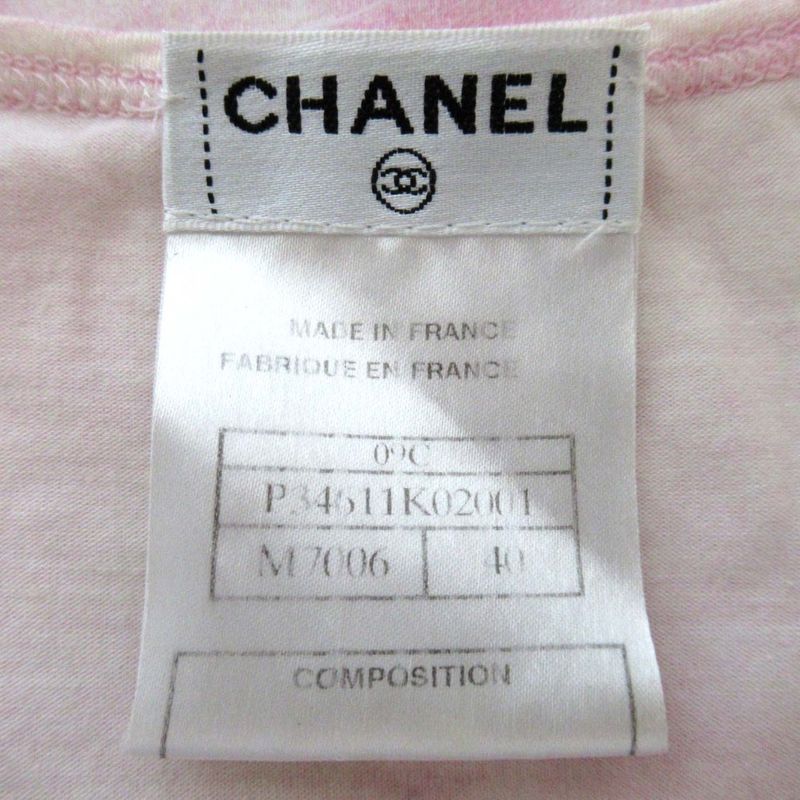 CHANEL
MADE IN FRANCE
FABRIQUE EN FRANCE
09C
P34611K02001
M7006 40
COMPOSITION